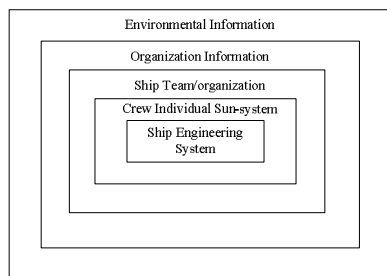 Environmental Information
Organization Information
Ship Team/organization
Crew Individual Sun-system
Ship Engineering
System